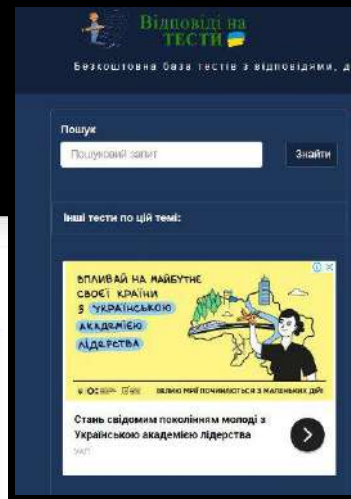 Відповіді на
ТЕСТИ
Безкоштовна база тестів з відповідями, д
Пошук
Пошуковий запит
Знайти
Інші тести по цій темі:
ВПЛИВАЙ НА МАЙБУТНЄ
СВОЄЇ КРАЇНИ
З УКРАЇНСЬКОЮ
АКАДЕМІЄЮ
ЛІДЕРСТВА
ВЕЛИКІ МРІЇ ПОЧИНАЮТЬСЯ З МАЛЕНЬКИХ ДІЙ
Стань свідомим поколінням молоді з
Українською академією лідерства
УАЛ